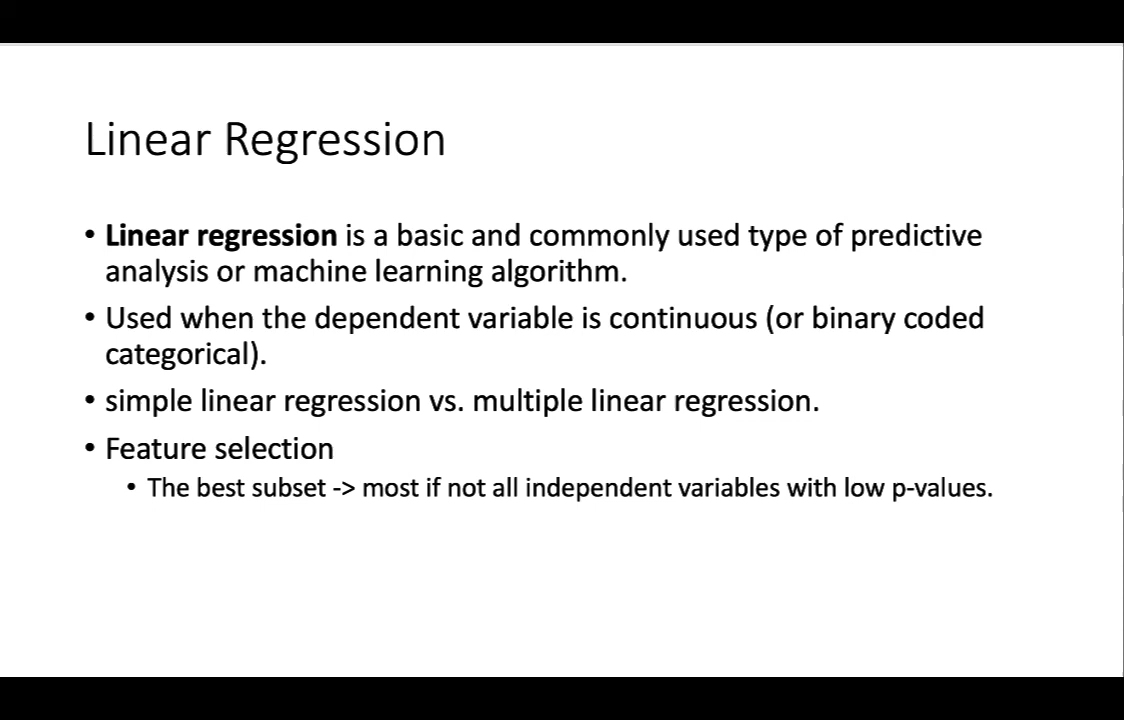 Linear Regression
• Linear regression is a basic and commonly used type of predictive
analysis or machine learning algorithm.
• Used when the dependent variable is continuous (or binary coded
categorical).
• simple linear regression vs. multiple linear regression.
• Feature selection
• The best subset -> most if not all independent variables with low p-values.